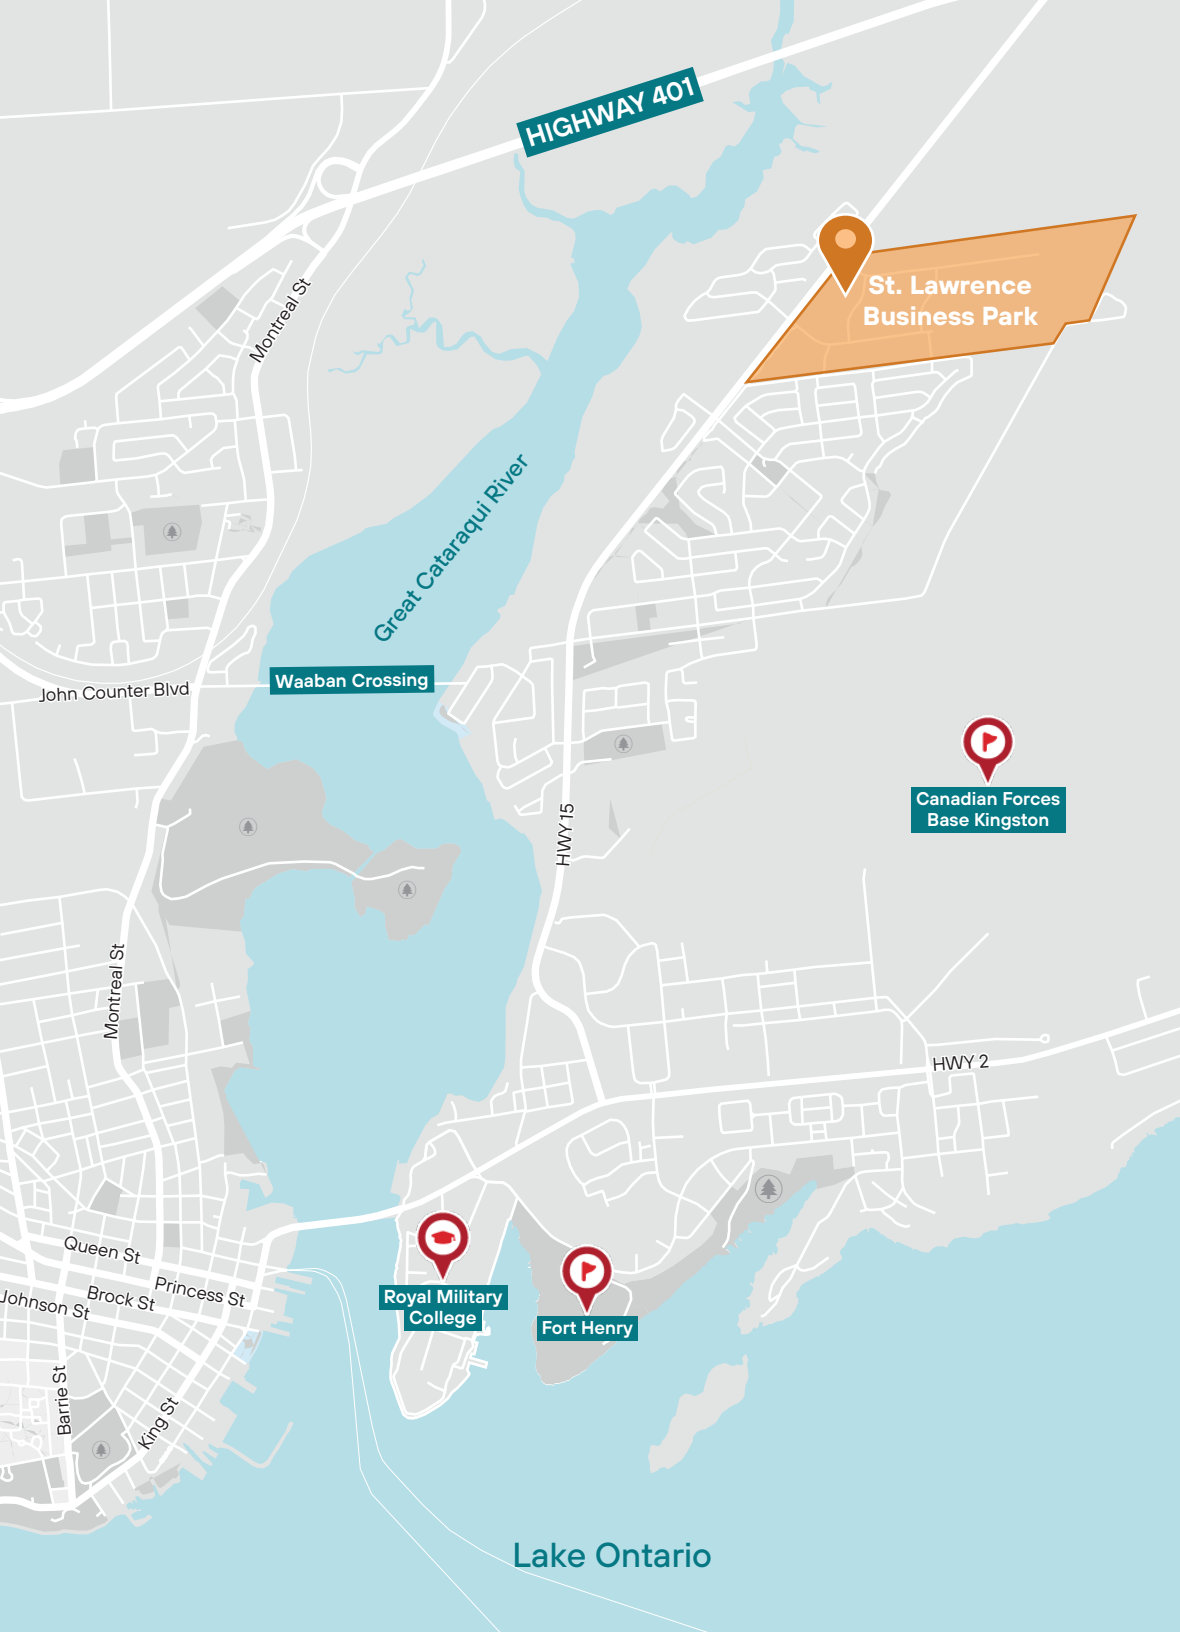 HIGHWAY 401
St. Lawrence
Business Park
Montreal St
Great Cataraqui River
Waaban Crossing
John Counter Blvd
Canadian Forces
Base Kingston
HWY 15
Montreal St
HWY 2
Queen St
Princess St
Brock St
Johnson St
Royal Military
College
Fort Henry
Barrie St
King St
Lake Ontario